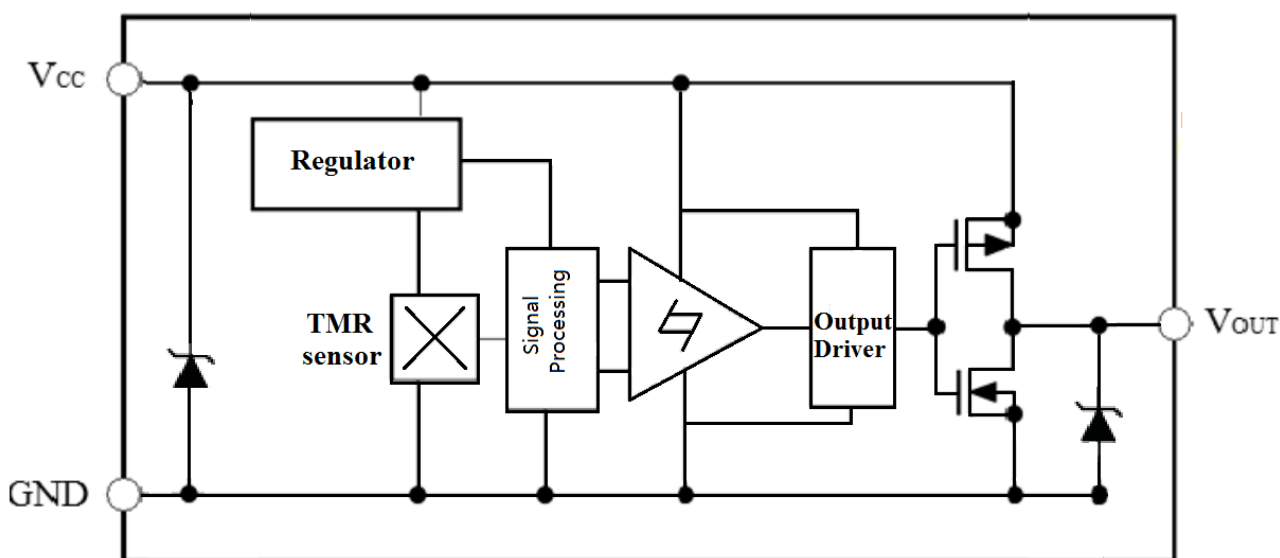 VCC
Regulator
TMR
sensor
Signal
Processing
Output
Driver
VOUT
GND